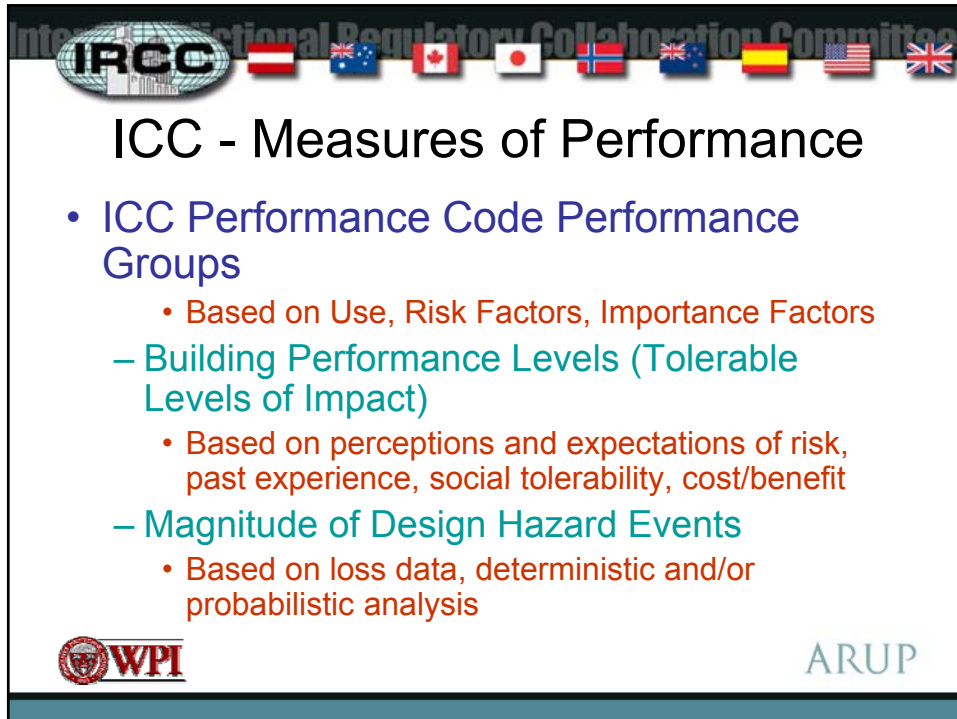 Inter ctional Regulatory Collaboration Committee
IRCC
ICC - Measures of Performance
• ICC Performance Code Performance
Groups
• Based on Use, Risk Factors, Importance Factors
– Building Performance Levels (Tolerable
Levels of Impact)
• Based on perceptions and expectations of risk,
past experience, social tolerability, cost/benefit
– Magnitude of Design Hazard Events
• Based on loss data, deterministic and/or
probabilistic analysis
WPI
ARUP